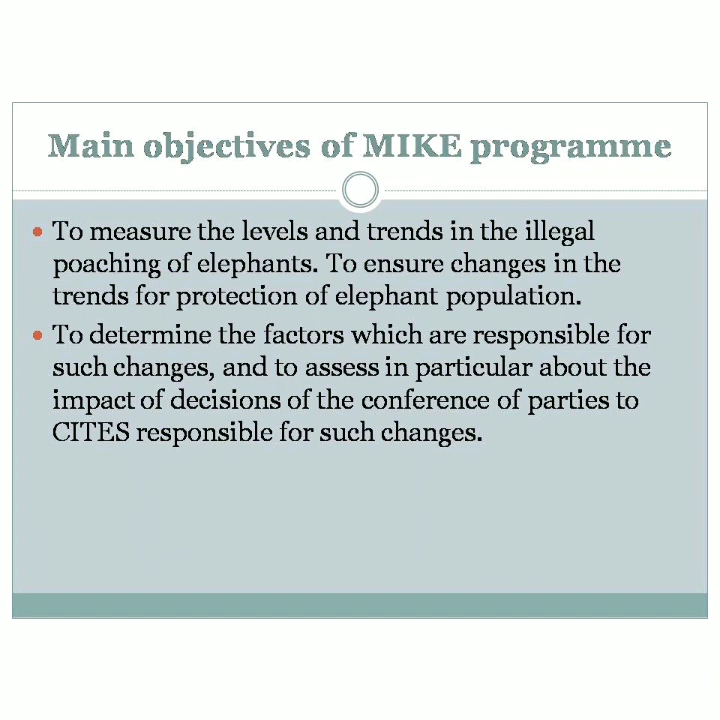 Main objectives of MIKE programme
• To measure the levels and trends in the illegal
poaching of elephants. To ensure changes in the
trends for protection of elephant population.
• To determine the factors which are responsible for
such changes, and to assess in particular about the
impact of decisions of the conference of parties to
CITES responsible for such changes.